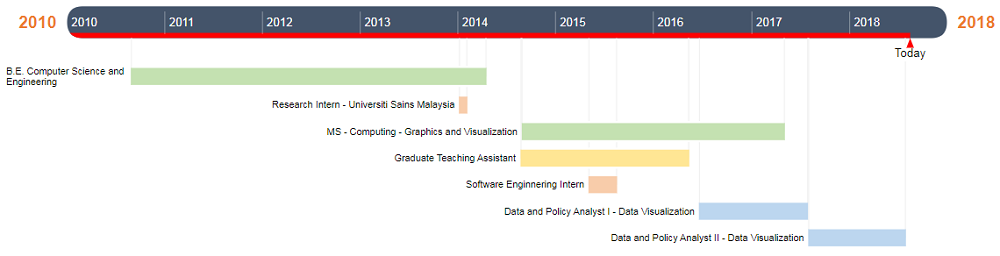 2010
2010 2011 2012 2013 2014 2015 2016 2017 2018
2018
Today
B.E. Computer Science and
Engineering
Research Intern - Universiti Sains Malaysia
MS - Computing - Graphics and Visualization
Graduate Teaching Assistant
Software Enginnering Intern
Data and Policy Analyst I - Data Visualization
Data and Policy Analyst II - Data Visualization